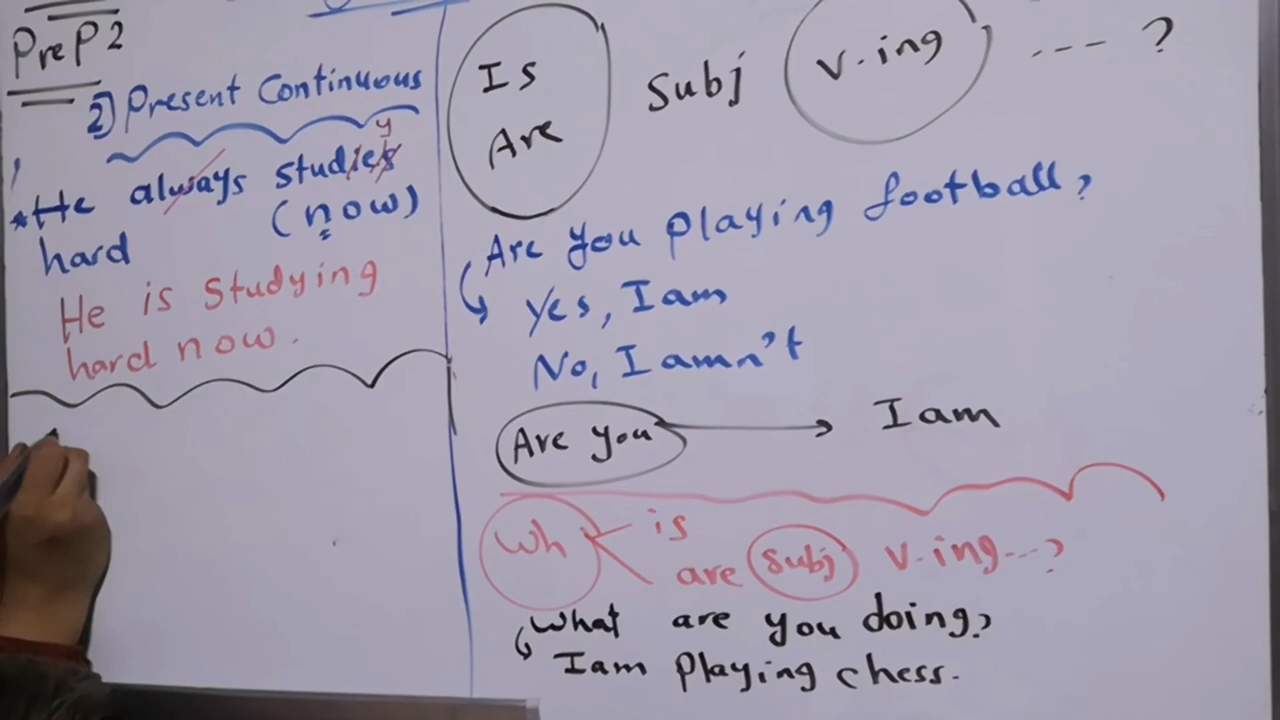 PreP2
2) Present Continuous
y
* He always studies
hard (now)
He is studying
hard now.
Is Subj v.ing ---- ?
Are
Are you playing football?
Yes, I am
No, I amn't
Are you → I am
Wh is
are Subj v-ing---?
What are you doing?
I am playing chess.